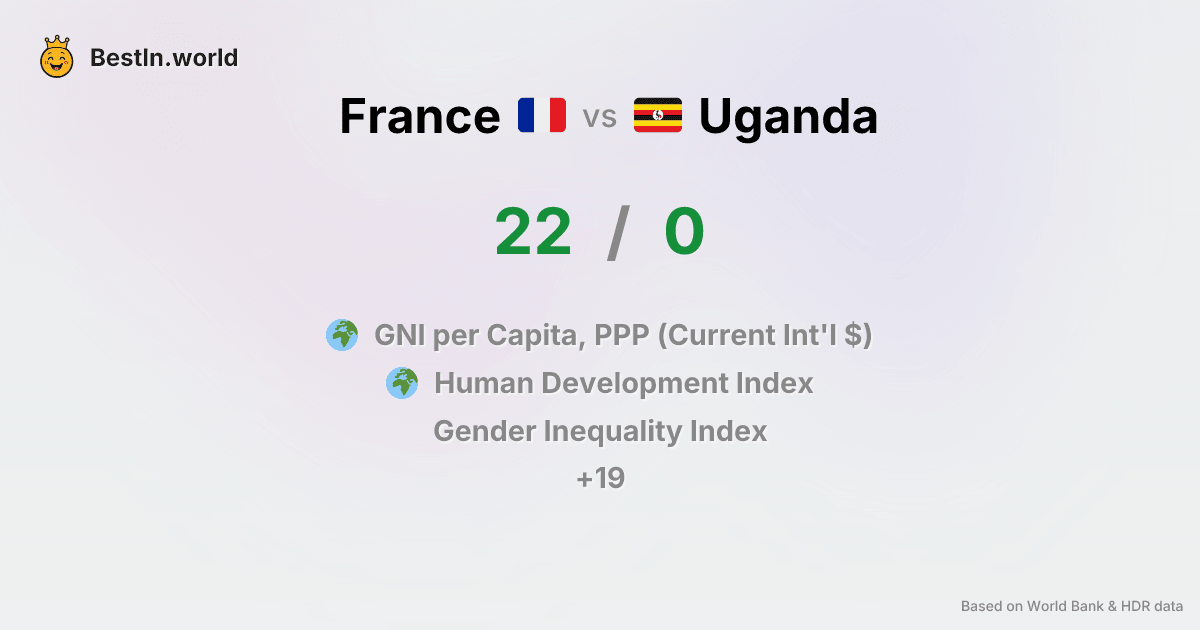 BestIn.world
France vs Uganda
22 / 0
GNI per Capita, PPP (Current Int'l $)
Human Development Index
Gender Inequality Index
+19
Based on World Bank & HDR data